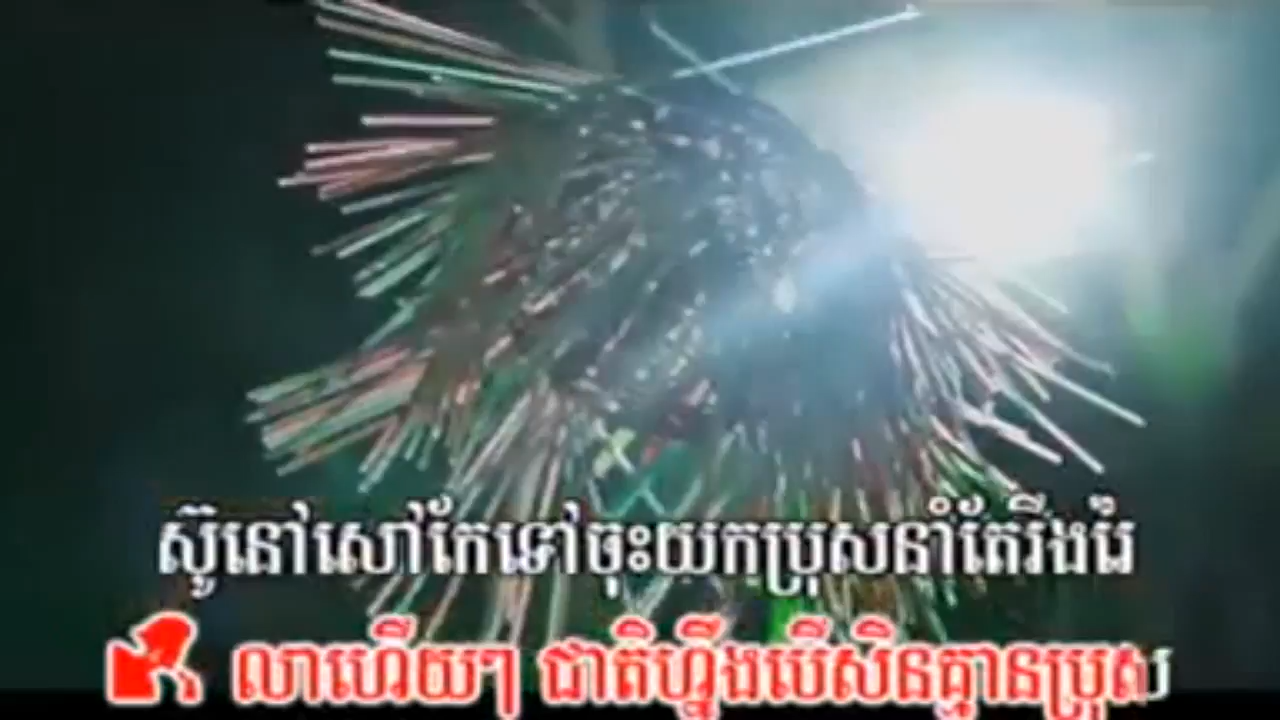 ស៊ូនៅសៅកែទៅចុះយកប្រុសនាំតែរីងរ៉ៃ
លាហើយៗ ជាតិហ្នឹងបើសិនគ្មានប្រុស